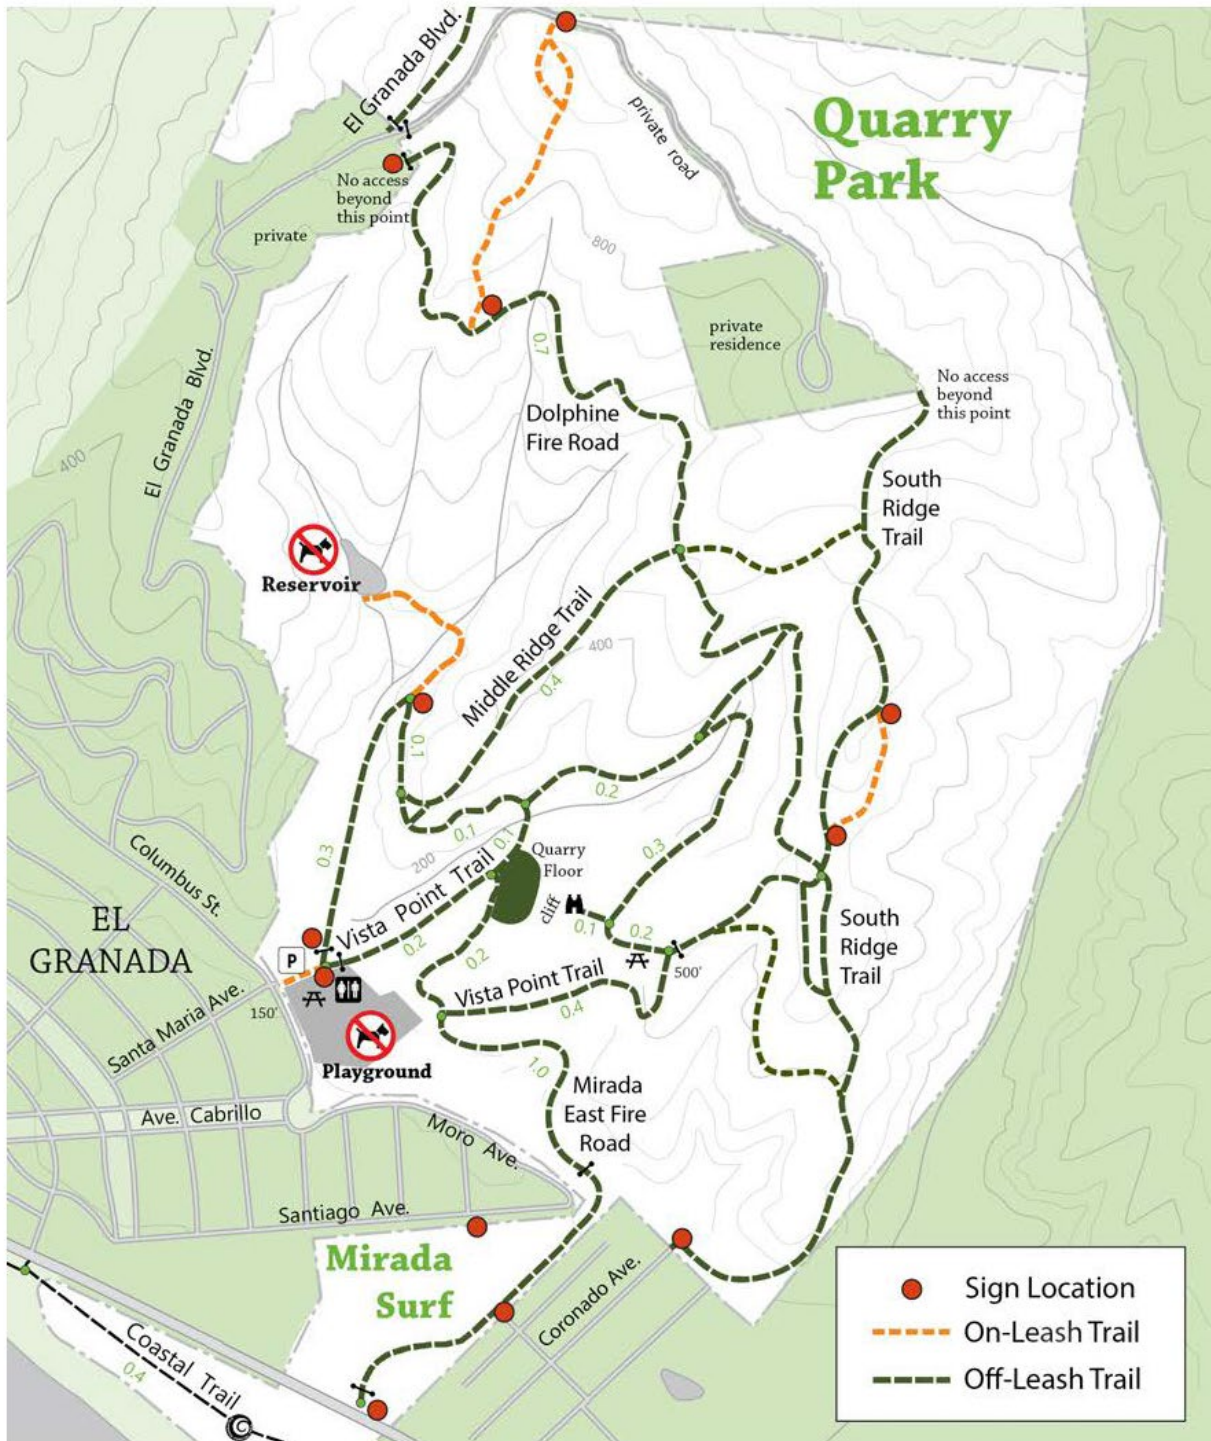 El Granada Blvd.
Quarry
Park
private road
No access
beyond
this point
private
800
private
residence
0.7
No access
beyond
this point
El Granada Blvd.
Dolphine
Fire Road
400
South
Ridge
Trail
Reservoir
Middle Ridge Trail
400
0.4
0.1
0.2
0.1
0.1
0.3
Columbus St.
200
Quarry
Floor
0.3
cliff
Vista Point Trail
0.2
0.1
0.2
EL
GRANADA
P
South
Ridge
Trail
0.2
500'
Vista Point Trail
0.4
Santa Maria Ave.
150'
Playground
1.0
Mirada
East Fire
Road
Ave. Cabrillo
Moro Ave.
Santiago Ave.
Mirada
Surf
Coronado Ave.
Coastal Trail
0.4
C
Sign Location
On-Leash Trail
Off-Leash Trail